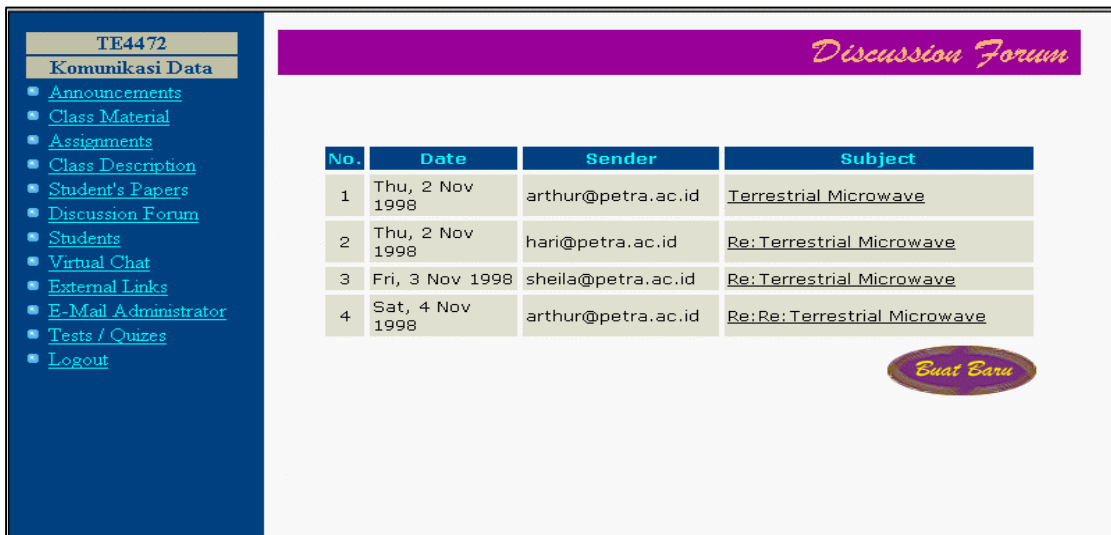 TE4472
Komunikasi Data
Announcements
Class Material
Assignments
Class Description
Student's Papers
Discussion Forum
Students
Virtual Chat
External Links
E-Mail Administrator
Tests / Quizes
Logout
Discussion Forum
No. Date Sender Subject
1 Thu, 2 Nov 1998 arthur@petra.ac.id Terrestrial Microwave
2 Thu, 2 Nov 1998 hari@petra.ac.id Re:Terrestrial Microwave
3 Fri, 3 Nov 1998 sheila@petra.ac.id Re:Terrestrial Microwave
4 Sat, 4 Nov 1998 arthur@petra.ac.id Re:Re:Terrestrial Microwave
Buat Baru